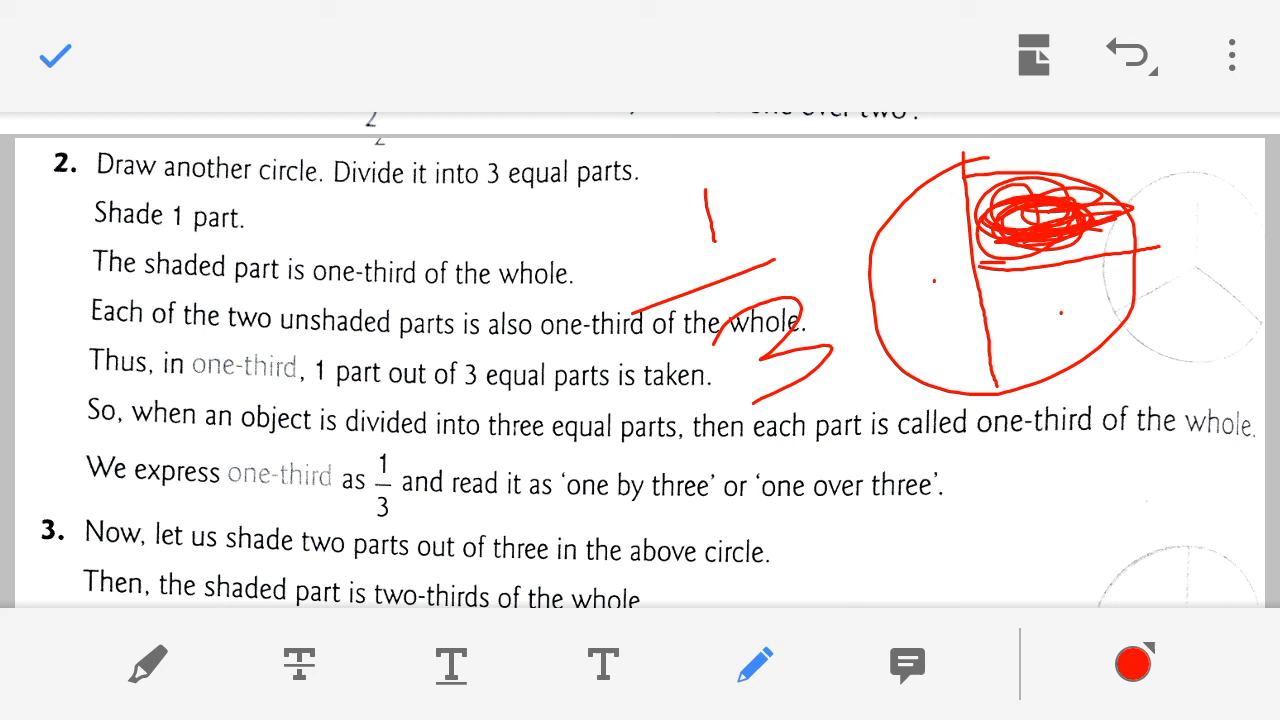 2
one over two'.
2. Draw another circle. Divide it into 3 equal parts.
Shade 1 part.
The shaded part is one-third of the whole.
Each of the two unshaded parts is also one-third of the whole.
Thus, in one-third, 1 part out of 3 equal parts is taken.
So, when an object is divided into three equal parts, then each part is called one-third of the whole.
We express one-third as 1/3 and read it as 'one by three' or 'one over three'.
3. Now, let us shade two parts out of three in the above circle.
Then, the shaded part is two-thirds of the whole
1
3
T
T
T